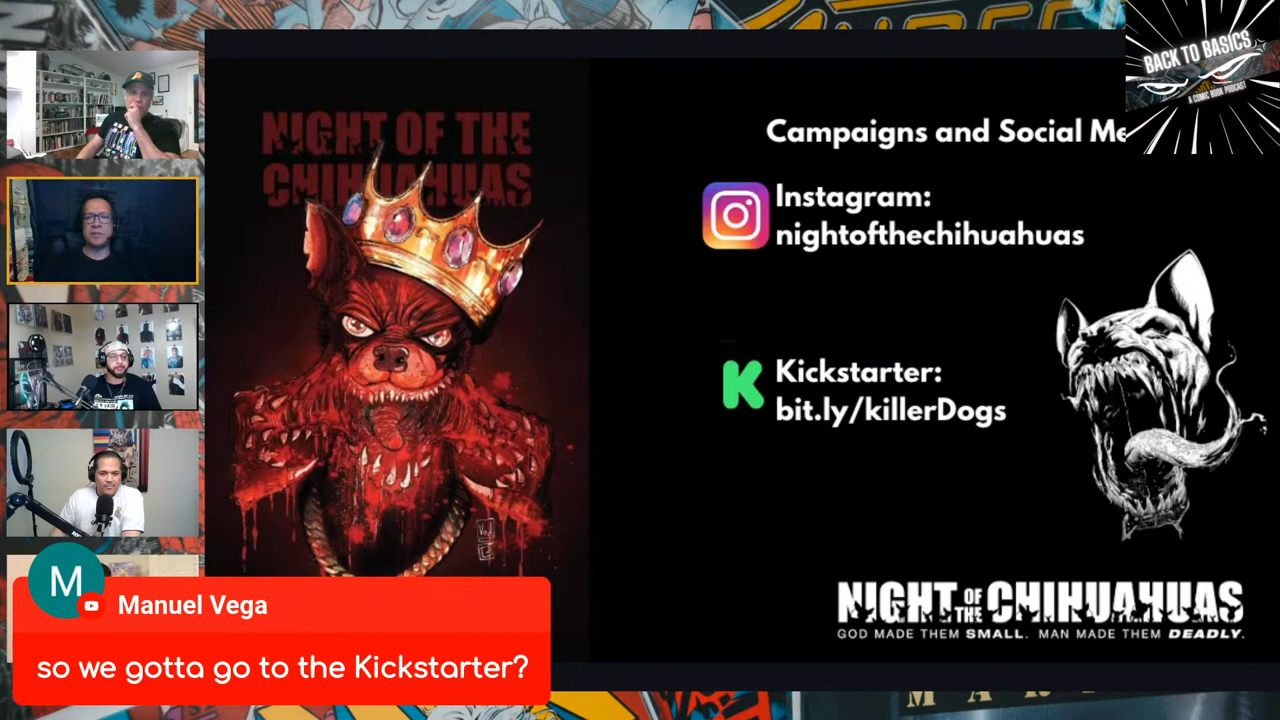 BACK TO BASICS
A COMIC BOOK PODCAST
NIGHT OF THE
CHIHUAHUAS
Campaigns and Social Me
Instagram:
nightofthechihuahuas
Kickstarter:
bit.ly/killerDogs
NIGHT OF THE CHIHUAHUAS
GOD MADE THEM SMALL. MAN MADE THEM DEADLY.
M
Manuel Vega
so we gotta go to the Kickstarter?